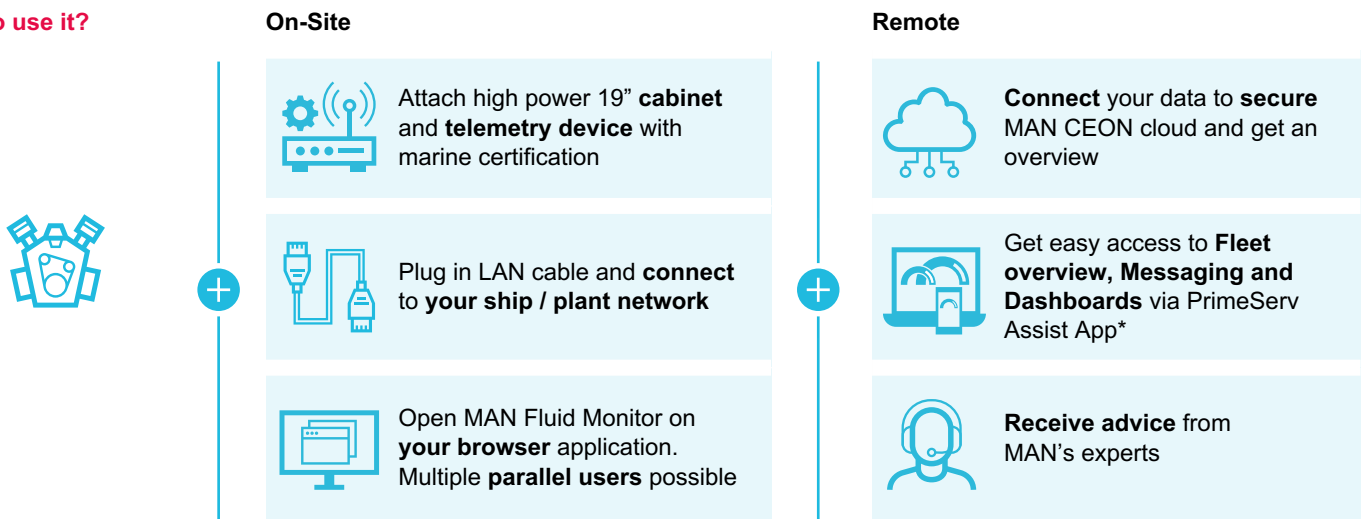 o use it?
On-Site
Attach high power 19” cabinet
and telemetry device with
marine certification
Plug in LAN cable and connect
to your ship / plant network
Open MAN Fluid Monitor on
your browser application.
Multiple parallel users possible
Remote
Connect your data to secure
MAN CEON cloud and get an
overview
Get easy access to Fleet
overview, Messaging and
Dashboards via PrimeServ
Assist App*
Receive advice from
MAN’s experts